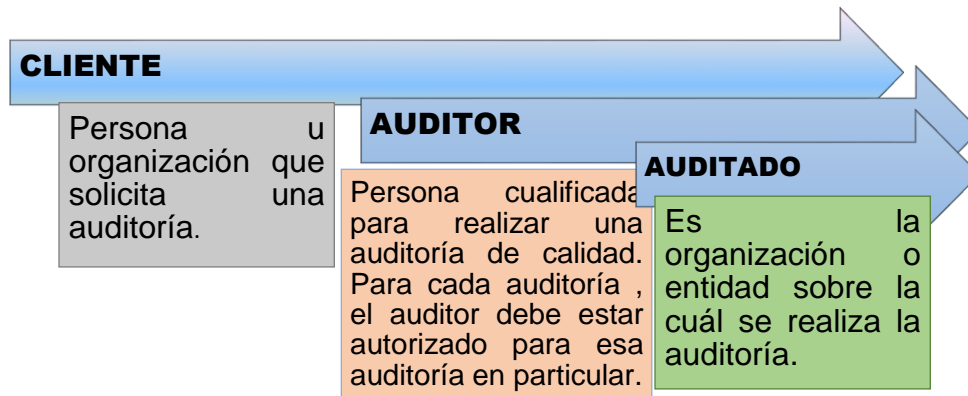 CLIENTE
Persona u
organización que
solicita una
auditoría.
AUDITOR
Persona cualificada
para realizar una
auditoría de calidad.
Para cada auditoría ,
el auditor debe estar
autorizado para esa
auditoría en particular.
AUDITADO
Es la
organización o
entidad sobre la
cuál se realiza la
auditoría.